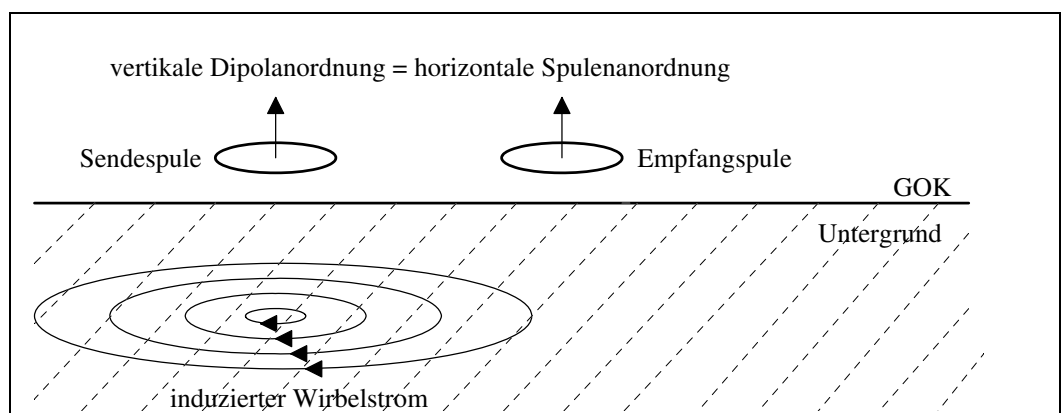 vertikale Dipolanordnung = horizontale Spulenanordnung
Sendespule
Empfangspule
GOK
Untergrund
induzierter Wirbelstrom